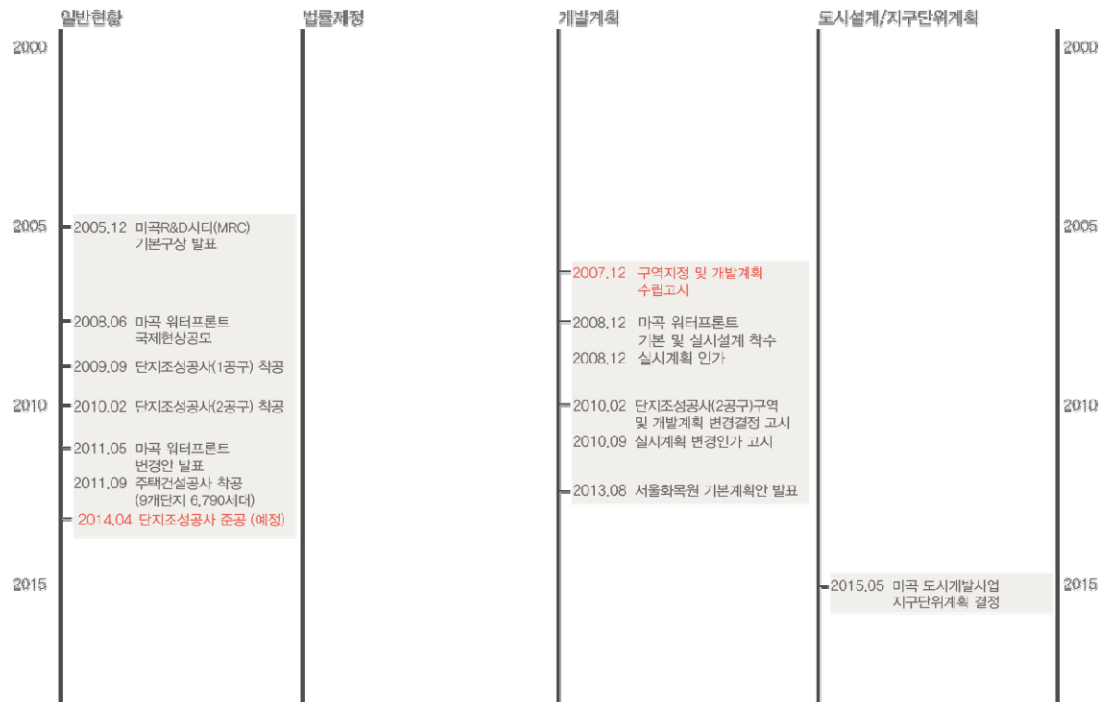 일반현황
법률제정
개발계획
도시설계/지구단위계획
2000
2000
2005
2005
2010
2010
2015
2015
2005.12 마곡R&D시티(MRC)
기본구상 발표
2008.06 마곡 워터프론트
국제현상공모
2009.09 단지조성공사(1공구) 착공
2010.02 단지조성공사(2공구) 착공
2011.05 마곡 워터프론트
변경안 발표
2011.09 주택건설공사 착공
(9개단지 6,790세대)
2014.04 단지조성공사 준공 (예정)
2007.12 구역지정 및 개발계획
수립고시
2008.12 마곡 워터프론트
기본 및 실시설계 착수
2008.12 실시계획 인가
2010.02 단지조성공사(2공구)구역
및 개발계획 변경결정 고시
2010.09 실시계획 변경인가 고시
2013.08 서울화목원 기본계획안 발표
2015.05 마곡 도시개발사업
지구단위계획 결정